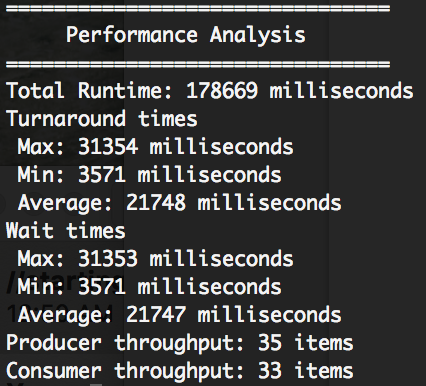 ================================
Performance Analysis
================================
Total Runtime: 178669 milliseconds
Turnaround times
Max: 31354 milliseconds
Min: 3571 milliseconds
Average: 21748 milliseconds
Wait times
Max: 31353 milliseconds
Min: 3571 milliseconds
Average: 21747 milliseconds
Producer throughput: 35 items
Consumer throughput: 33 items